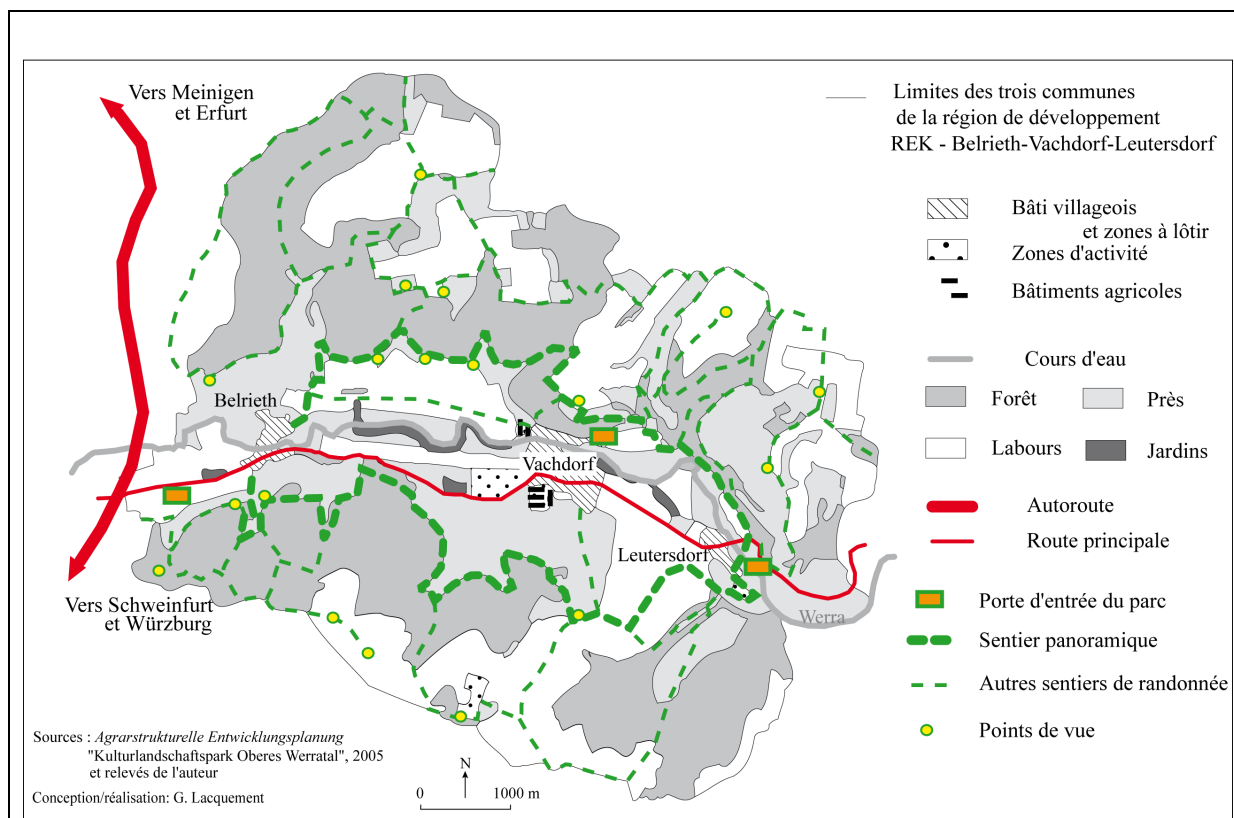 Vers Meinigen
et Erfurt
Limites des trois communes
de la région de développement
REK - Belrieth-Vachdorf-Leutersdorf
Bâti villageois
et zones à lôtir
Zones d'activité
Bâtiments agricoles
Cours d'eau
Forêt
Près
Labours
Jardins
Autoroute
Route principale
Porte d'entrée du parc
Sentier panoramique
Autres sentiers de randonnée
Points de vue
Belrieth
Vachdorf
Leutersdorf
Werra
Vers Schweinfurt
et Würzburg
Sources : Agrarstrukturelle Entwicklungsplanung
"Kulturlandschaftspark Oberes Werratal", 2005
et relevés de l'auteur
Conception/réalisation: G. Lacquement
N
0 1000 m